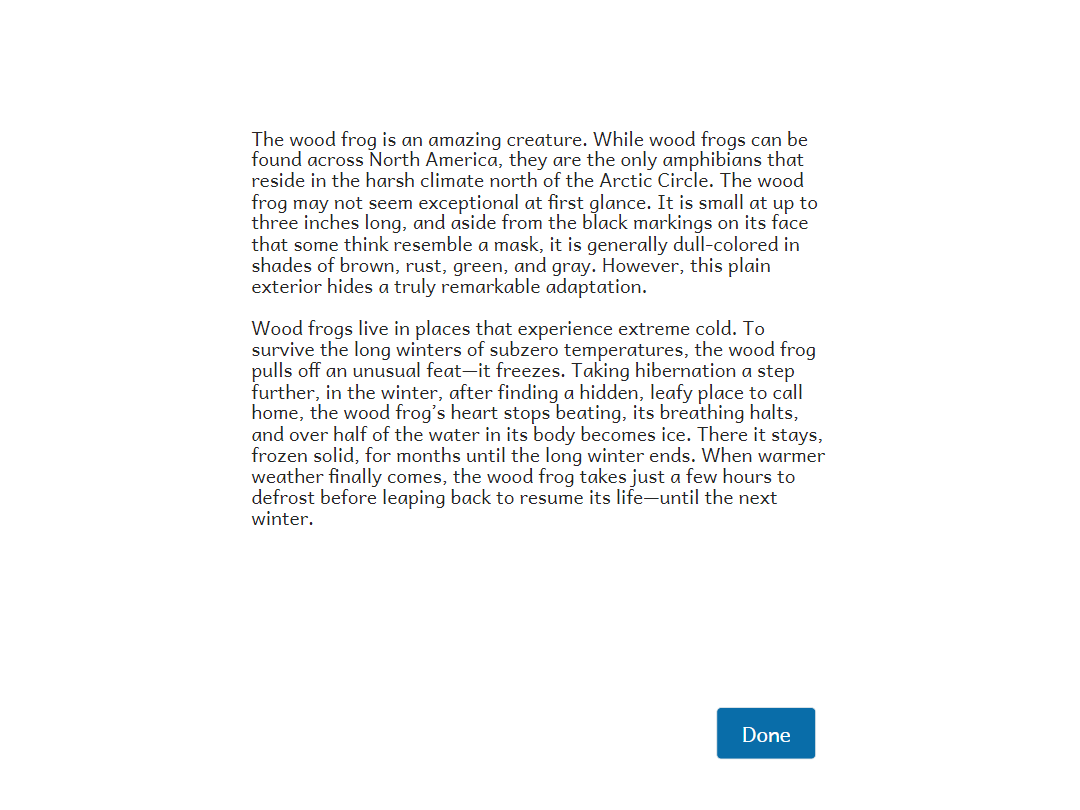 The wood frog is an amazing creature. While wood frogs can be
found across North America, they are the only amphibians that
reside in the harsh climate north of the Arctic Circle. The wood
frog may not seem exceptional at first glance. It is small at up to
three inches long, and aside from the black markings on its face
that some think resemble a mask, it is generally dull-colored in
shades of brown, rust, green, and gray. However, this plain
exterior hides a truly remarkable adaptation.
Wood frogs live in places that experience extreme cold. To
survive the long winters of subzero temperatures, the wood frog
pulls off an unusual feat—it freezes. Taking hibernation a step
further, in the winter, after finding a hidden, leafy place to call
home, the wood frog's heart stops beating, its breathing halts,
and over half of the water in its body becomes ice. There it stays,
frozen solid, for months until the long winter ends. When warmer
weather finally comes, the wood frog takes just a few hours to
defrost before leaping back to resume its life—until the next
winter.
Done